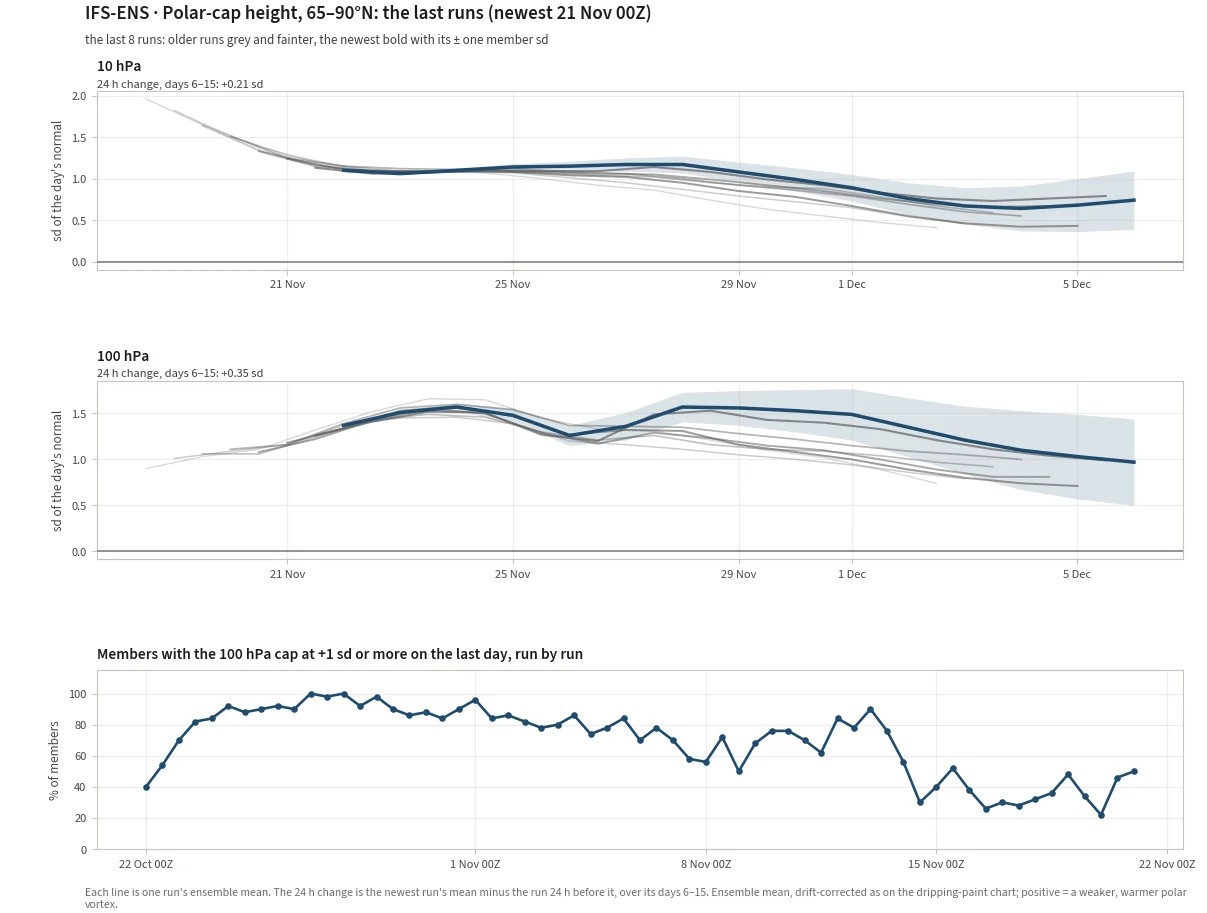 IFS-ENS · Polar-cap height, 65–90°N: the last runs (newest 21 Nov 00Z)
the last 8 runs: older runs grey and fainter, the newest bold with its ± one member sd
10 hPa
24 h change, days 6–15: +0.21 sd
sd of the day's normal
2.0
1.5
1.0
0.5
0.0
21 Nov
25 Nov
29 Nov
1 Dec
5 Dec
100 hPa
24 h change, days 6–15: +0.35 sd
sd of the day's normal
1.5
1.0
0.5
0.0
21 Nov
25 Nov
29 Nov
1 Dec
5 Dec
Members with the 100 hPa cap at +1 sd or more on the last day, run by run
% of members
100
80
60
40
20
0
22 Oct 00Z
1 Nov 00Z
8 Nov 00Z
15 Nov 00Z
22 Nov 00Z
Each line is one run's ensemble mean. The 24 h change is the newest run's mean minus the run 24 h before it, over its days 6–15. Ensemble mean, drift-corrected as on the dripping-paint chart; positive = a weaker, warmer polar
vortex.